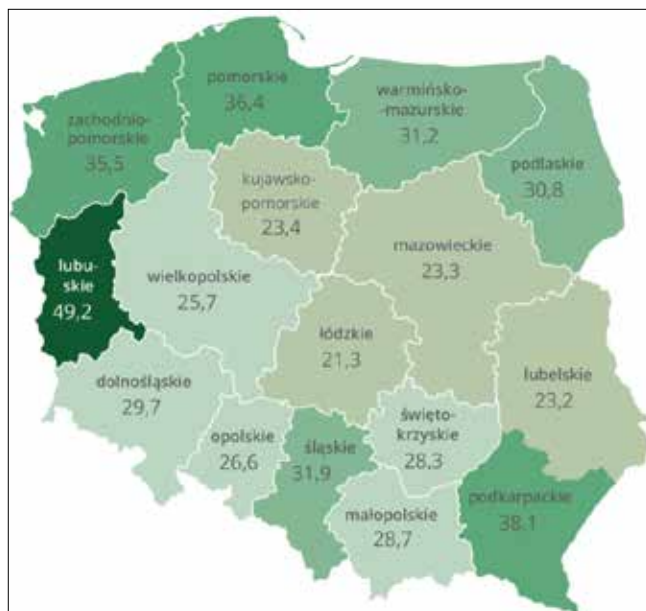 pomorskie
36,4
warmińsko-
-mazurskie
31,2
zachodnio-
pomorskie
35,5
podlaskie
30,8
kujawsko-
pomorskie
23,4
mazowieckie
23,3
lubu-
skie
49,2
wielkopolskie
25,7
łódzkie
21,3
lubelskie
23,2
dolnośląskie
29,7
opolskie
26,6
śląskie
31,9
święto-
krzyskie
28,3
podkarpackie
38,1
małopolskie
28,7